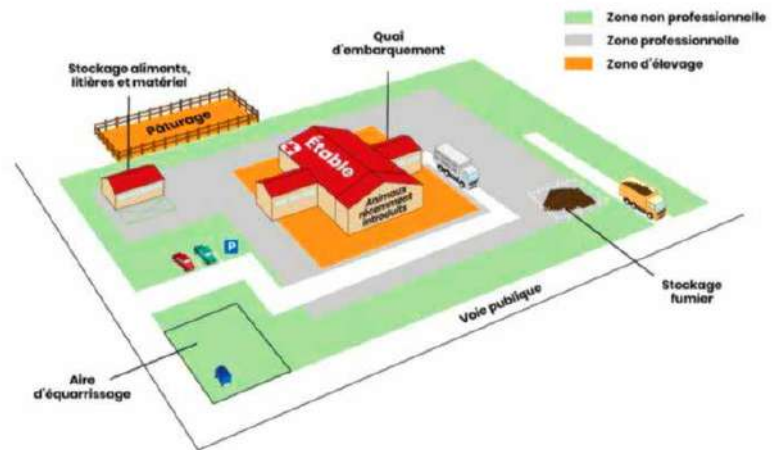 Zone non professionnelle
Zone professionnelle
Zone d'élevage
Quai
d'embarquement
Stockage aliments,
litières et matériel
Pâturage
Étable
Animaux
récemment
introduits
P
Stockage
fumier
Voie publique
Aire
d'équarrissage